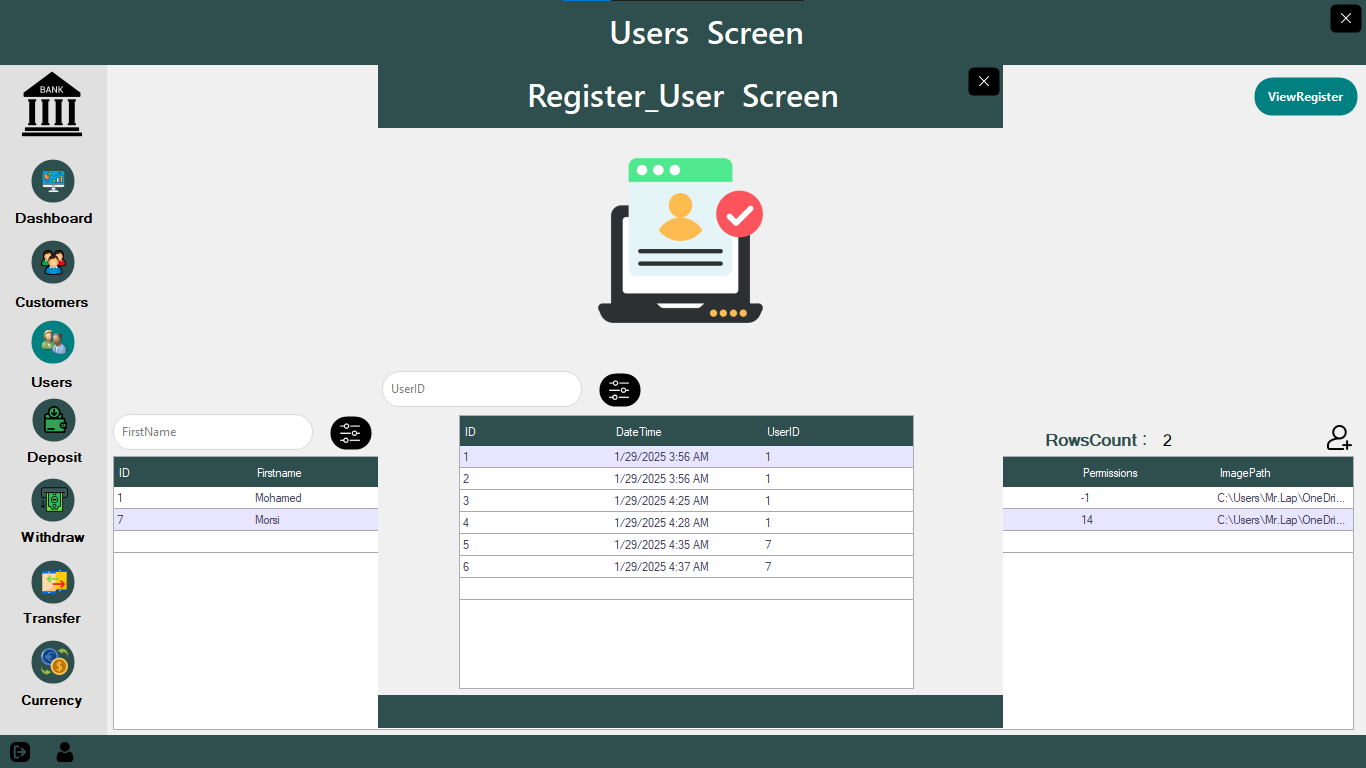 Users Screen
Register_User Screen
ViewRegister
BANK
Dashboard
Customers
Users
Deposit
Withdraw
Transfer
Currency
UserID
ID DateTime UserID
1 1/29/2025 3:56 AM 1
2 1/29/2025 3:56 AM 1
3 1/29/2025 4:25 AM 1
4 1/29/2025 4:28 AM 1
5 1/29/2025 4:35 AM 7
6 1/29/2025 4:37 AM 7
FirstName
RowsCount : 2
ID Firstname Permissions ImagePath
1 Mohamed -1 C:\Users\Mr.Lap\OneDri...
7 Morsi 14 C:\Users\Mr.Lap\OneDri...